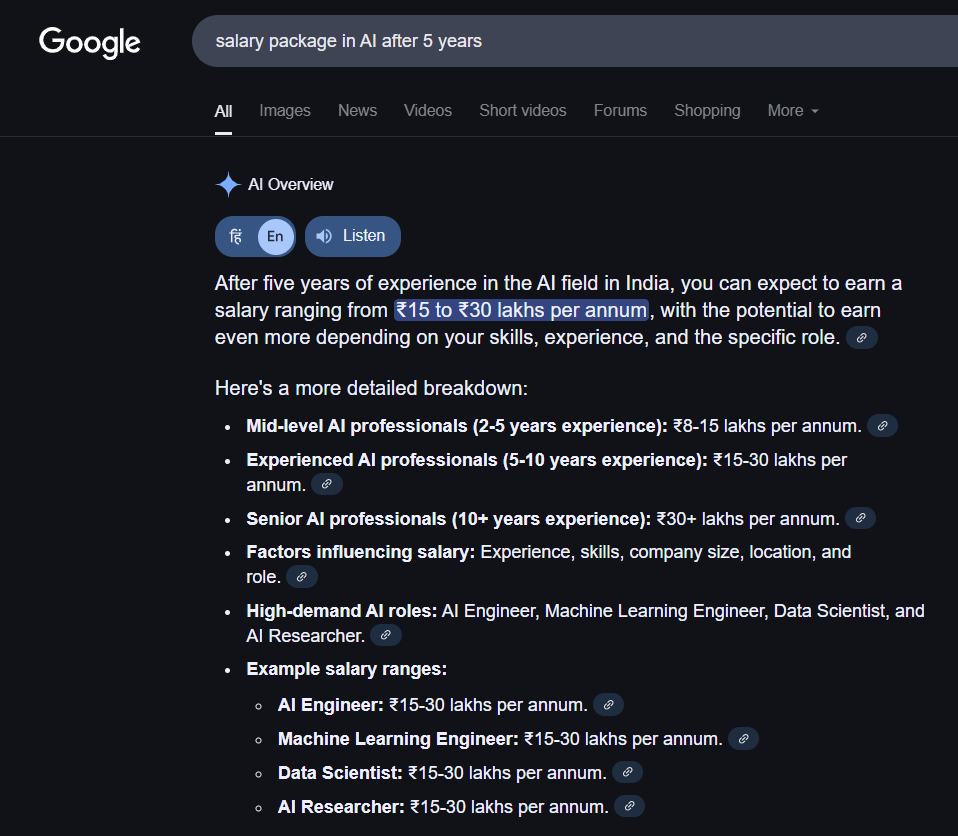 Google
salary package in AI after 5 years
All Images News Videos Short videos Forums Shopping More
AI Overview
हिं En Listen
After five years of experience in the AI field in India, you can expect to earn a
salary ranging from ₹15 to ₹30 lakhs per annum, with the potential to earn
even more depending on your skills, experience, and the specific role.
Here's a more detailed breakdown:
• Mid-level AI professionals (2-5 years experience): ₹8-15 lakhs per annum.
• Experienced AI professionals (5-10 years experience): ₹15-30 lakhs per
annum.
• Senior AI professionals (10+ years experience): ₹30+ lakhs per annum.
• Factors influencing salary: Experience, skills, company size, location, and
role.
• High-demand AI roles: AI Engineer, Machine Learning Engineer, Data Scientist, and
AI Researcher.
• Example salary ranges:
◦ AI Engineer: ₹15-30 lakhs per annum.
◦ Machine Learning Engineer: ₹15-30 lakhs per annum.
◦ Data Scientist: ₹15-30 lakhs per annum.
◦ AI Researcher: ₹15-30 lakhs per annum.